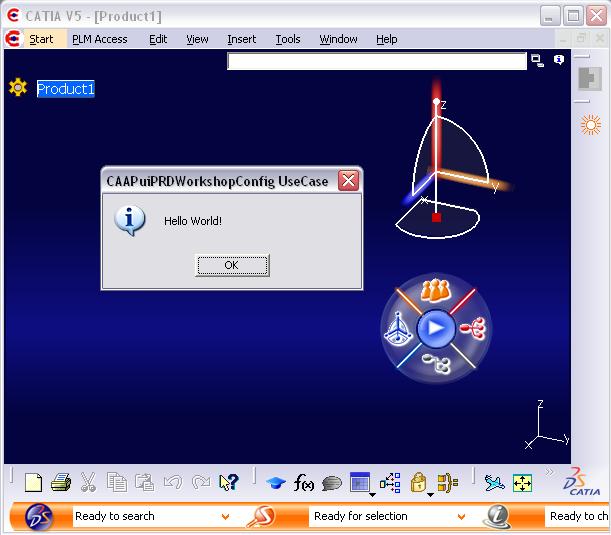 CATIA V5 - [Product1]
Start PLM Access Edit View Insert Tools Window Help
Product1
z
y
x
CAAPuiPRDWorkshopConfig UseCase
Hello World!
OK
z
x y
f(x)
CATIA
Ready to search Ready for selection Ready to ch